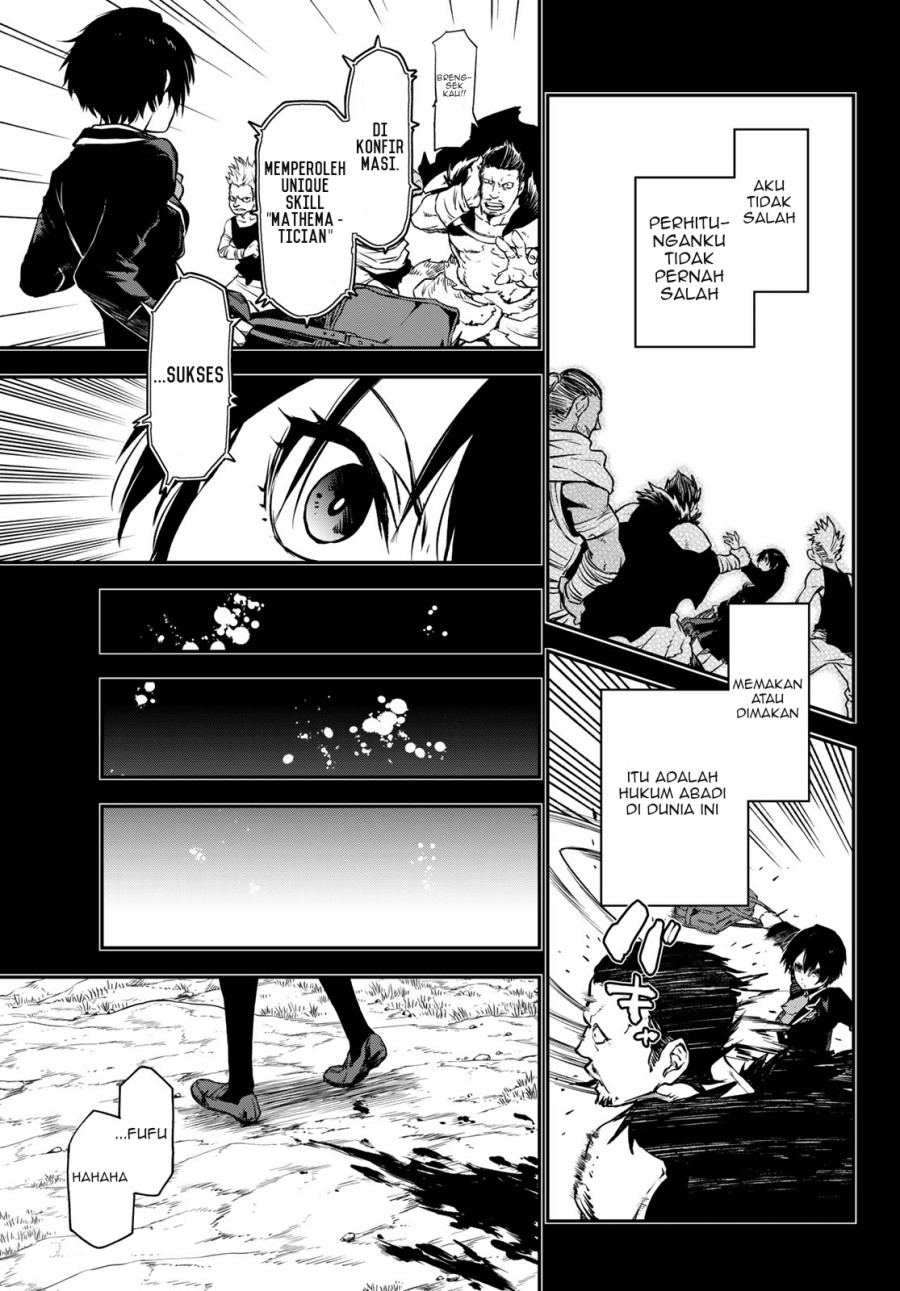 AKU
TIDAK
SALAH
PERHITU-
NGANKU
TIDAK
PERNAH
SALAH
MEMAKAN
ATAU
DIMAKAN
ITU ADALAH
HUKUM ABADI
DI DUNIA INI
バキャ
BRENG-
SEK
KAU!!
DI
KONFIR
MASI.
MEMPEROLEH
UNIQUE
SKILL
"MATHEMA -
TICIAN"
...SUKSES
...FUFU
HAHAHA